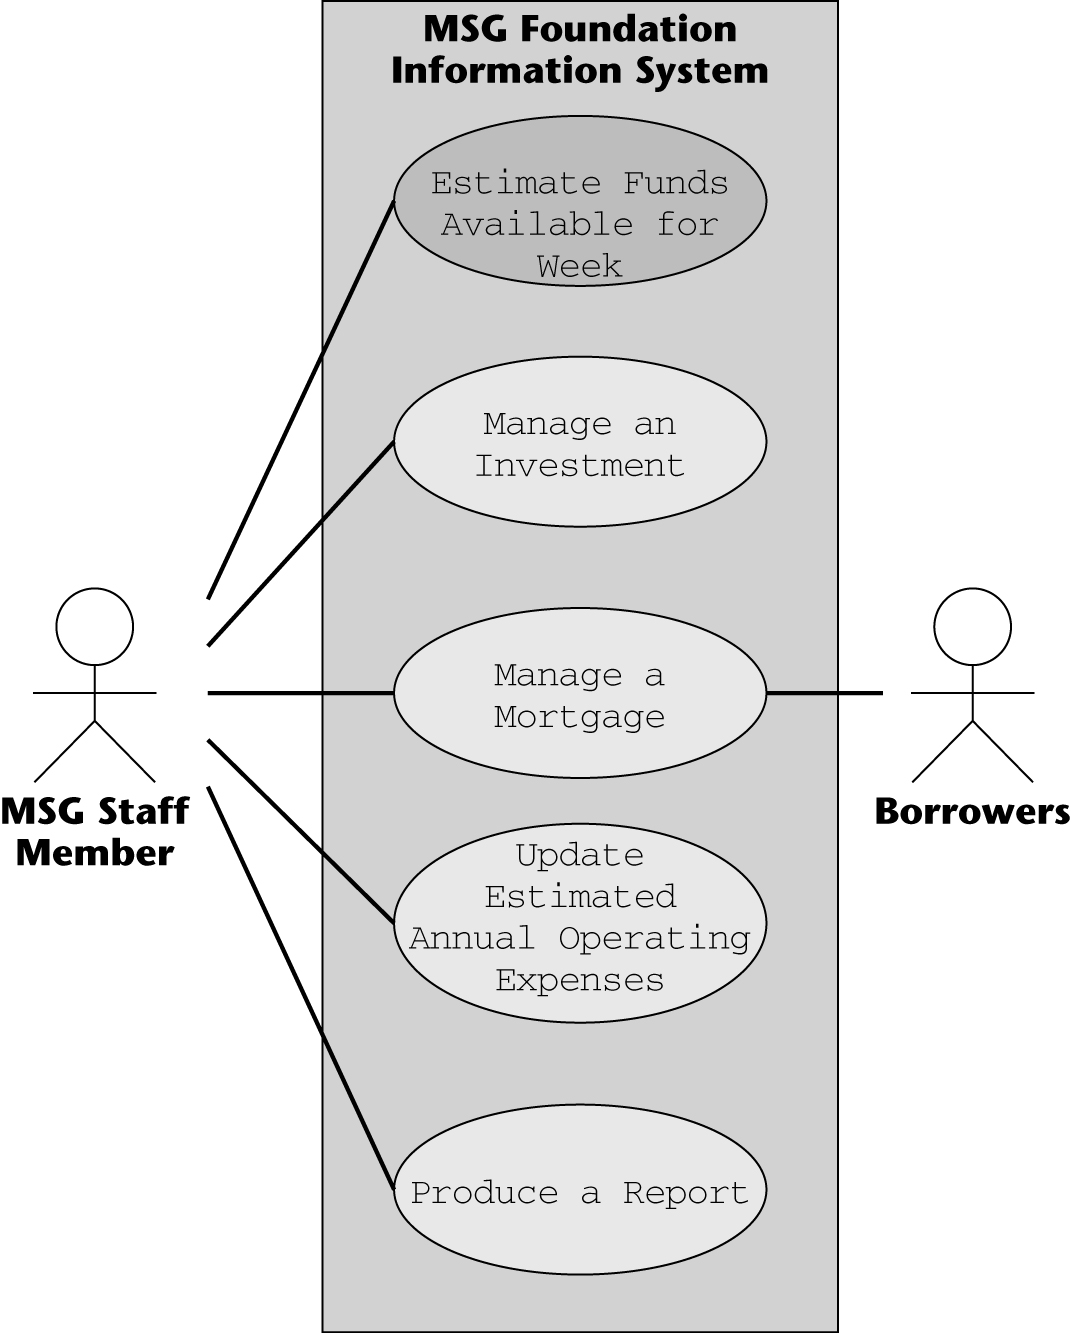 MSG Foundation
Information System
Estimate Funds
Available for
Week
Manage an
Investment
Manage a
Mortgage
MSG Staff
Member
Borrowers
Update
Estimated
Annual Operating
Expenses
Produce a Report